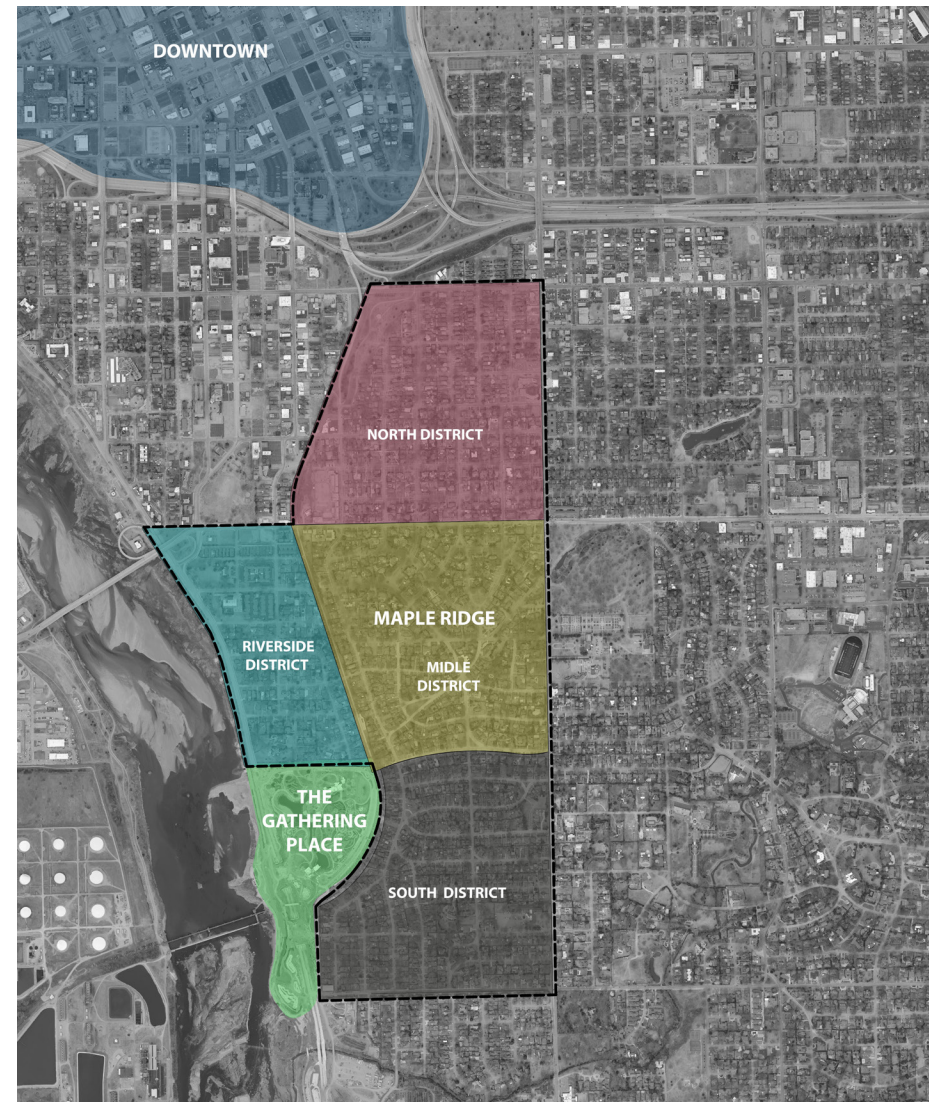 DOWNTOWN
NORTH DISTRICT
MAPLE RIDGE
MIDLE
DISTRICT
RIVERSIDE
DISTRICT
THE
GATHERING
PLACE
SOUTH DISTRICT